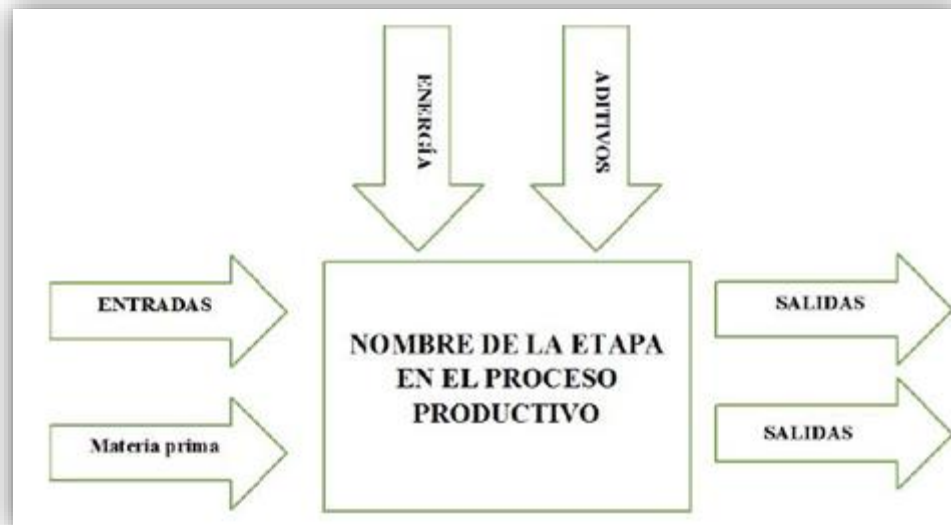 ENERGÍA
ADITIVOS
ENTRADAS
Materia prima
NOMBRE DE LA ETAPA
EN EL PROCESO
PRODUCTIVO
SALIDAS
SALIDAS